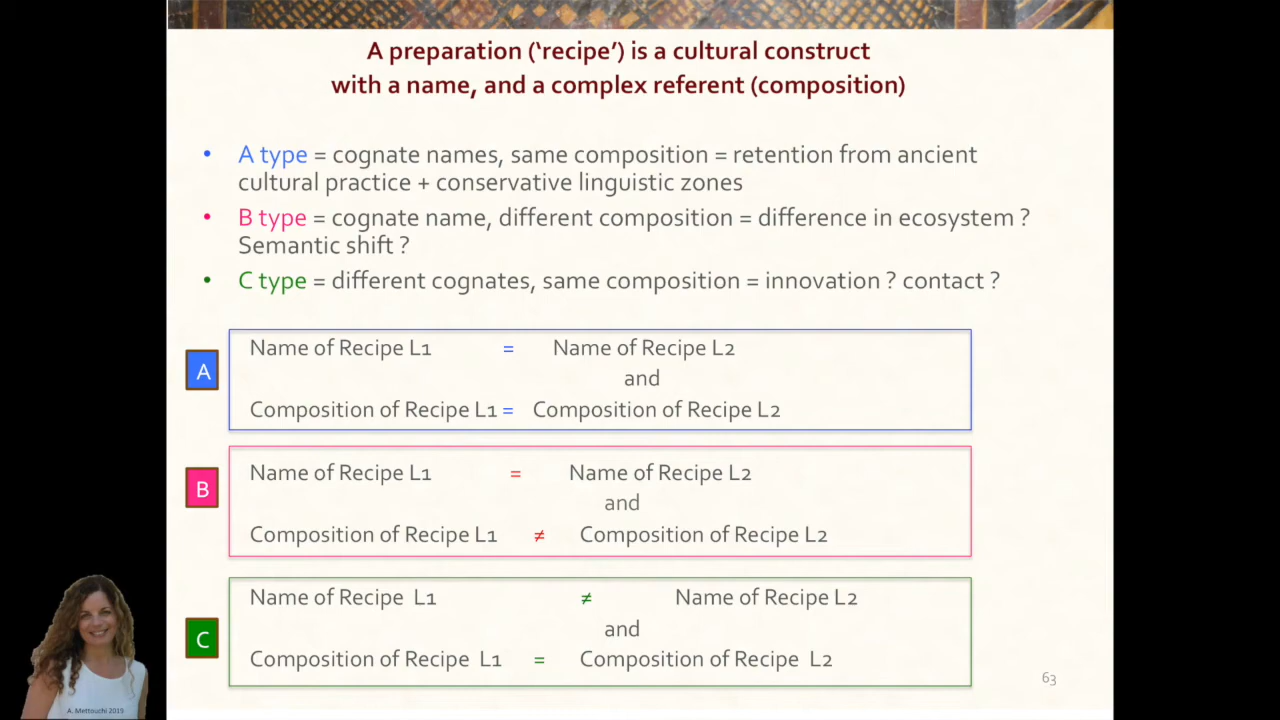 A preparation (‘recipe’) is a cultural construct
with a name, and a complex referent (composition)
• A type = cognate names, same composition = retention from ancient
cultural practice + conservative linguistic zones
• B type = cognate name, different composition = difference in ecosystem ?
Semantic shift ?
• C type = different cognates, same composition = innovation ? contact ?
A
Name of Recipe L1 = Name of Recipe L2
and
Composition of Recipe L1 = Composition of Recipe L2
B
Name of Recipe L1 = Name of Recipe L2
and
Composition of Recipe L1 ≠ Composition of Recipe L2
C
Name of Recipe L1 ≠ Name of Recipe L2
and
Composition of Recipe L1 = Composition of Recipe L2
63
A. Mettouchi 2019